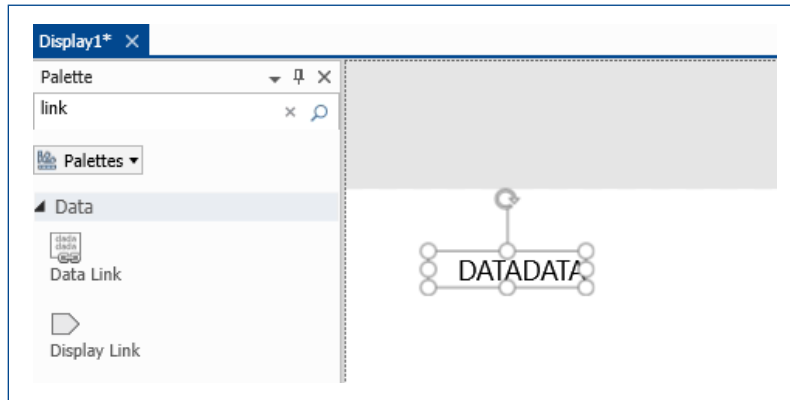 Display1*
Palette
link
Palettes
Data
dada
dada
Data Link
Display Link
DATADATA